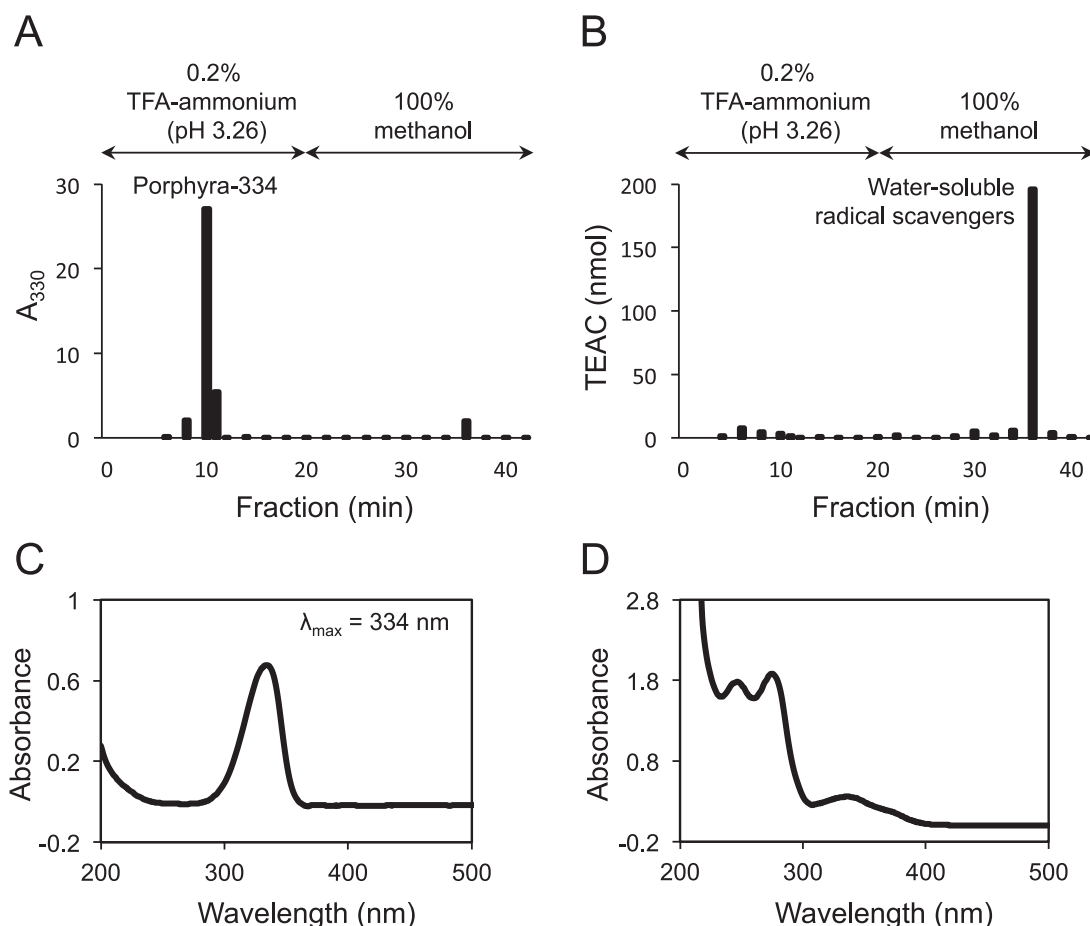 A
0.2%
TFA-ammonium
(pH 3.26)
100%
methanol
Porphyra-334
30
20
10
0
A330
0 10 20 30 40
Fraction (min)
B
0.2%
TFA-ammonium
(pH 3.26)
100%
methanol
Water-soluble
radical scavengers
200
150
100
50
0
TEAC (nmol)
0 10 20 30 40
Fraction (min)
C
1
0.6
0.2
-0.2
λmax = 334 nm
Absorbance
200 300 400 500
Wavelength (nm)
D
2.8
1.8
0.8
-0.2
Absorbance
200 300 400 500
Wavelength (nm)